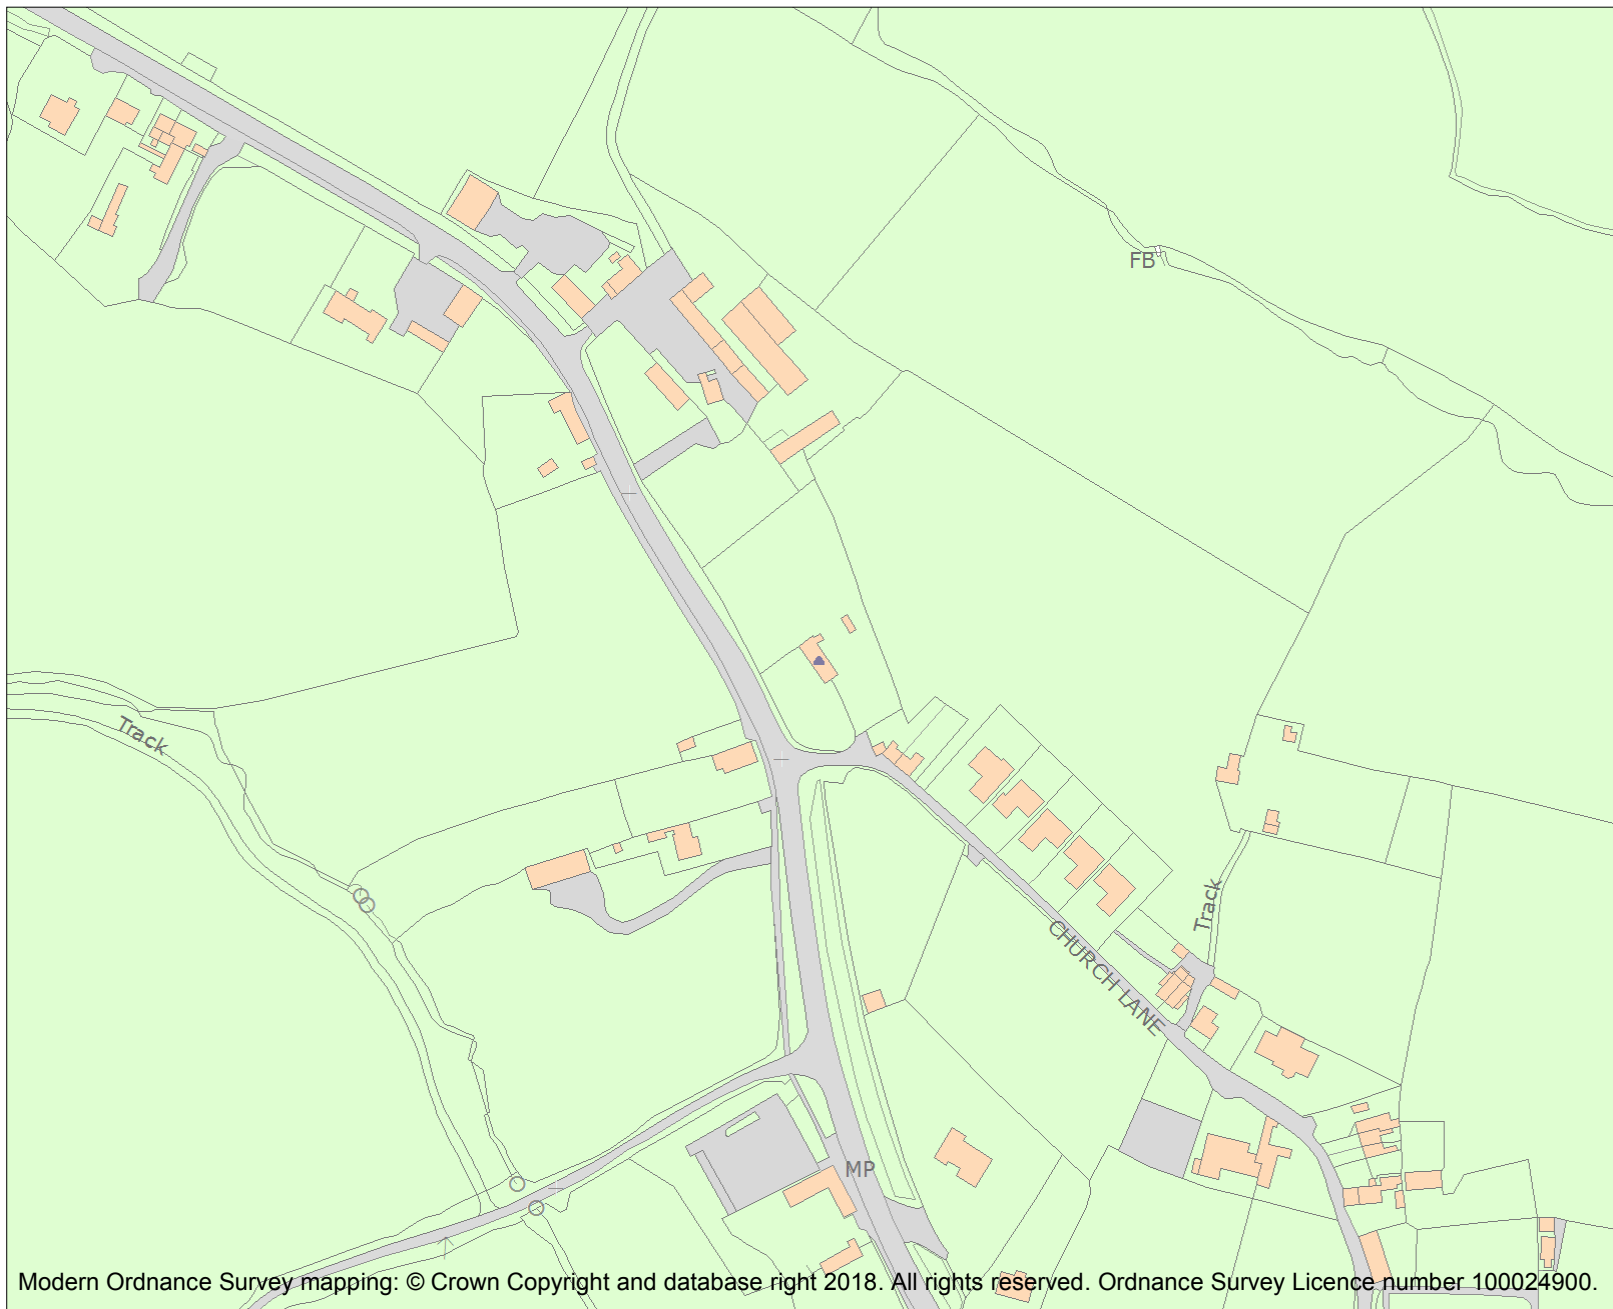 FB
Track
Track
CHURCH LANE
MP
Modern Ordnance Survey mapping: © Crown Copyright and database right 2018. All rights reserved. Ordnance Survey Licence number 100024900.